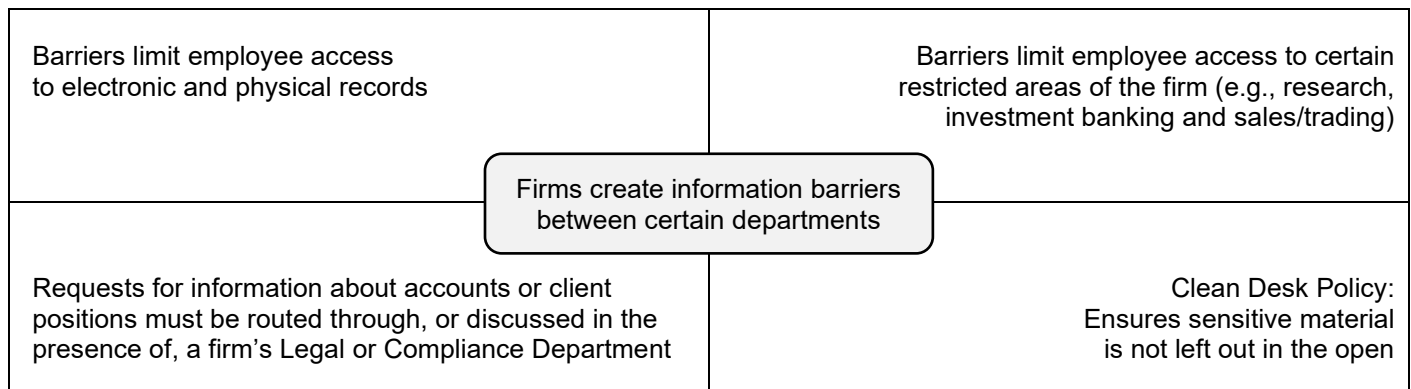 Barriers limit employee access
to electronic and physical records
Barriers limit employee access to certain
restricted areas of the firm (e.g., research,
investment banking and sales/trading)
Firms create information barriers
between certain departments
Requests for information about accounts or client
positions must be routed through, or discussed in the
presence of, a firm’s Legal or Compliance Department
Clean Desk Policy:
Ensures sensitive material
is not left out in the open